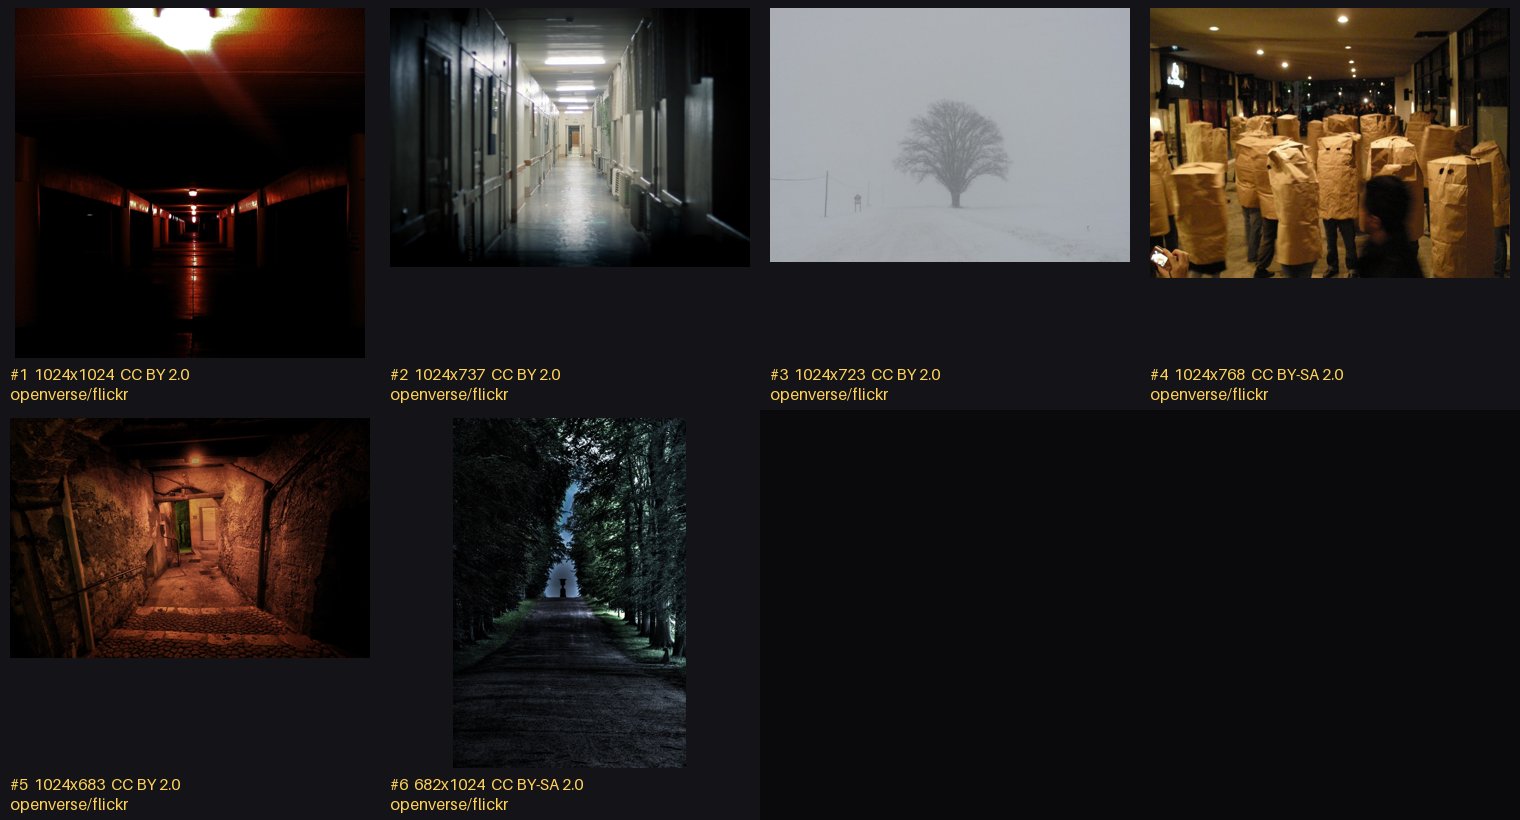 #1 1024x1024 CC BY 2.0
openverse/flickr
#2 1024x737 CC BY 2.0
openverse/flickr
#3 1024x723 CC BY 2.0
openverse/flickr
#4 1024x768 CC BY-SA 2.0
openverse/flickr
#5 1024x683 CC BY 2.0
openverse/flickr
#6 682x1024 CC BY-SA 2.0
openverse/flickr